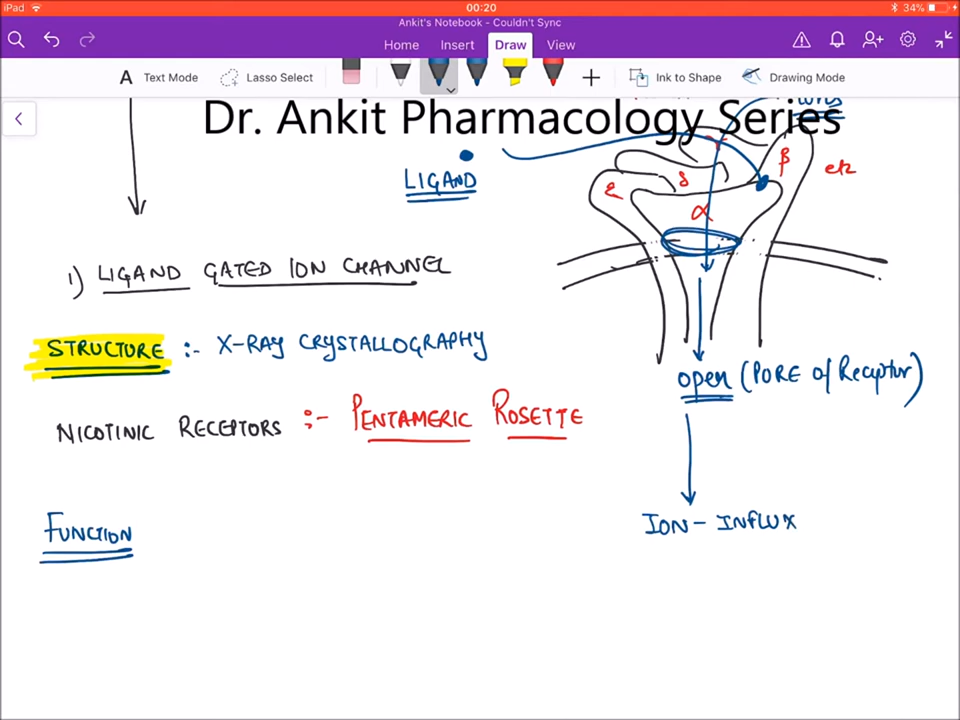 iPad 00:20 34%
Ankit's Notebook - Couldn't Sync
Home Insert Draw View
A Text Mode Lasso Select Ink to Shape Drawing Mode
Dr. Ankit Pharmacology Series
LIGAND
γ
β
δ
ε
α
1) LIGAND GATED ION CHANNEL
STRUCTURE :- X-RAY CRYSTALLOGRAPHY
open (PORE of Receptor)
NICOTINIC RECEPTORS :- PENTAMERIC ROSETTE
ION - INFLUX
FUNCTION